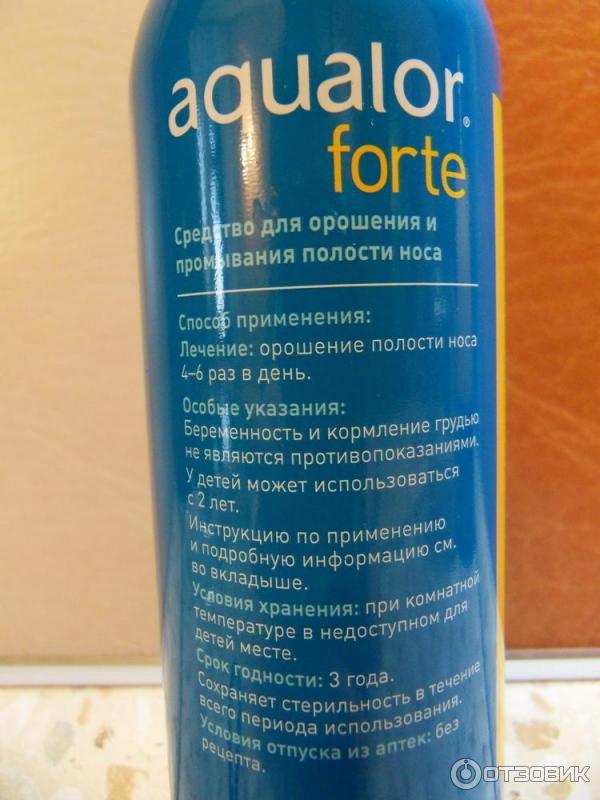 aqualor®
forte
Средство для орошения и
промывания полости носа
Способ применения:
Лечение: орошение полости носа
4–6 раз в день.
Особые указания:
Беременность и кормление грудью
не являются противопоказаниями.
У детей может использоваться
с 2 лет.
Инструкцию по применению
и подробную информацию см.
во вкладыше.
Условия хранения: при комнатной
температуре в недоступном для
детей месте.
Срок годности: 3 года.
Сохраняет стерильность в течение
всего периода использования.
Условия отпуска из аптек: без
рецепта.
ОТЗОВИК